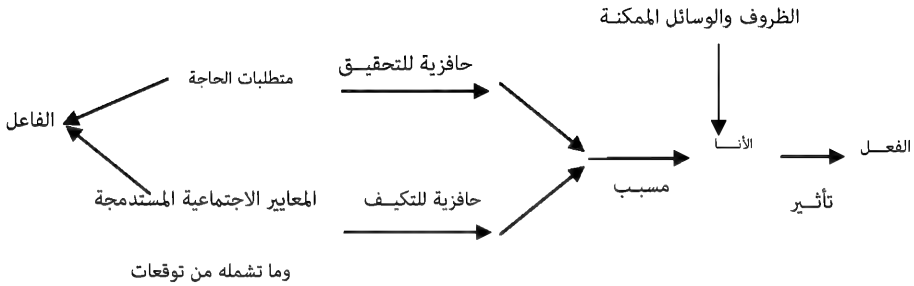 الظروف والوسائل الممكنة
حافزية للتحقيق
متطلبات الحاجة
الفاعل
الأنا
الفعل
مسبب
تأثير
المعايير الاجتماعية المستدمجة
حافزية للتكيف
وما تشمله من توقعات